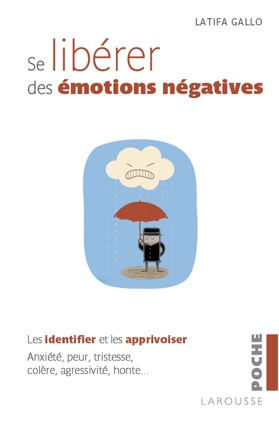 LATIFA GALLO
Se libérer
des émotions négatives
Les identifier et les apprivoiser
Anxiété, peur, tristesse,
colère, agressivité, honte...
POCHE
LAROUSSE